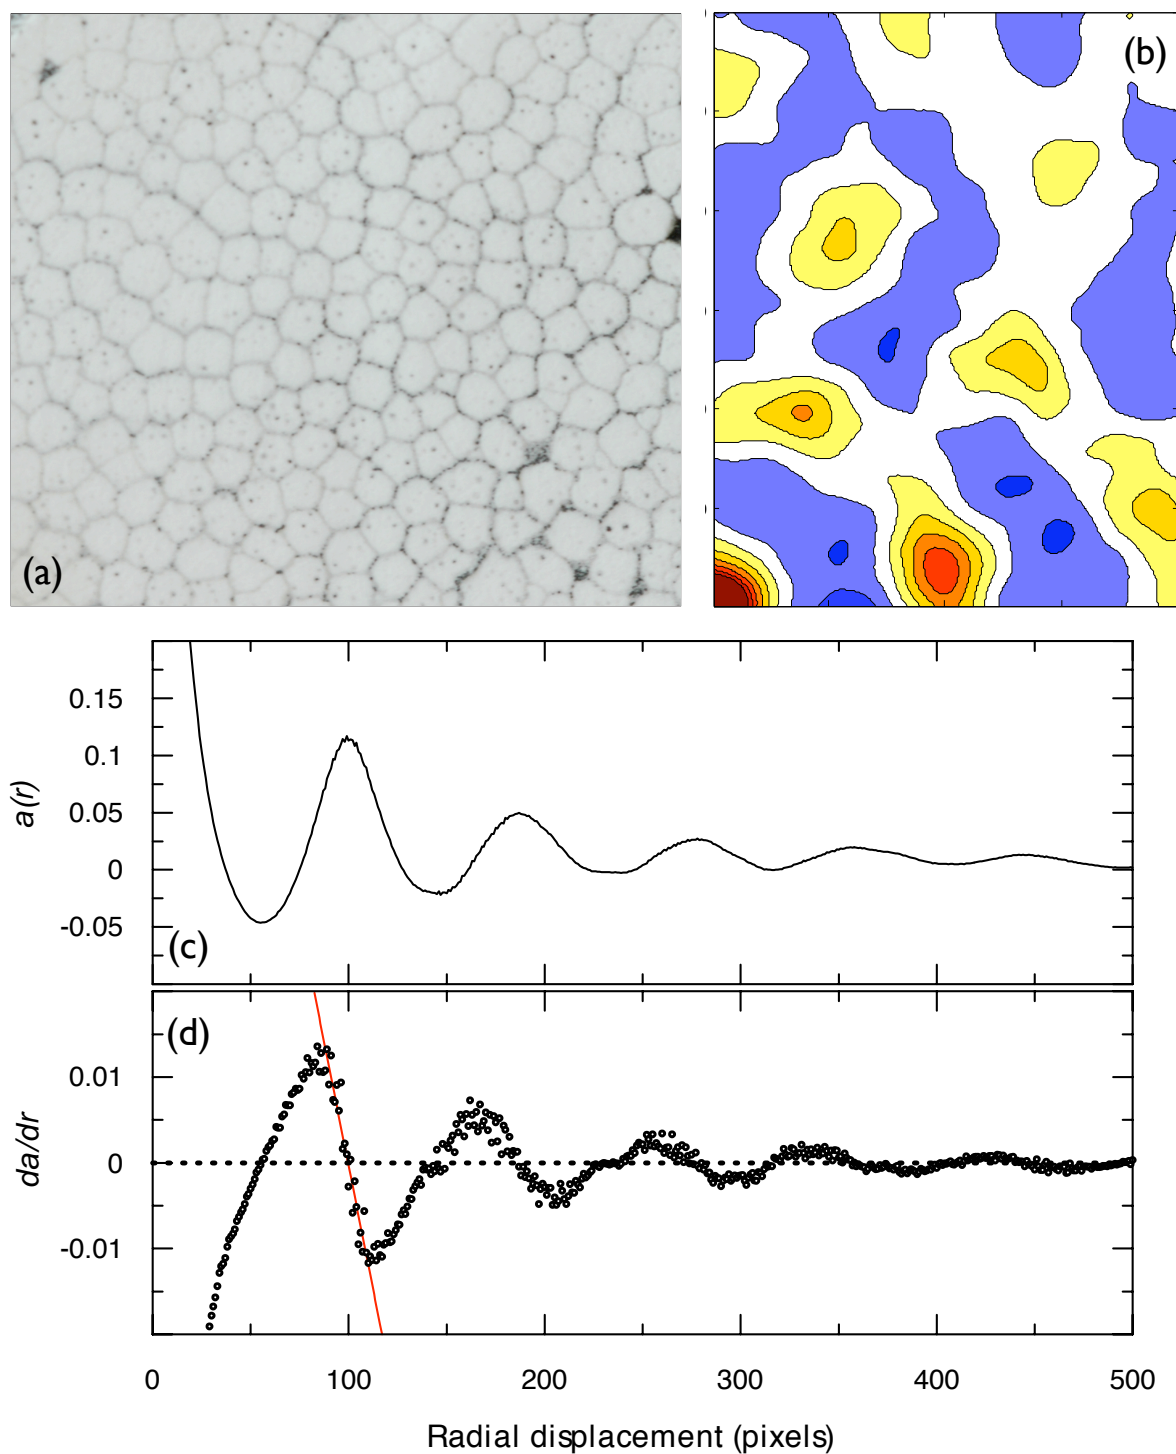 (a)
(b)
0.15
0.1
0.05
0
-0.05
a(r)
(c)
(d)
0.01
0
-0.01
da/dr
0 100 200 300 400 500
Radial displacement (pixels)